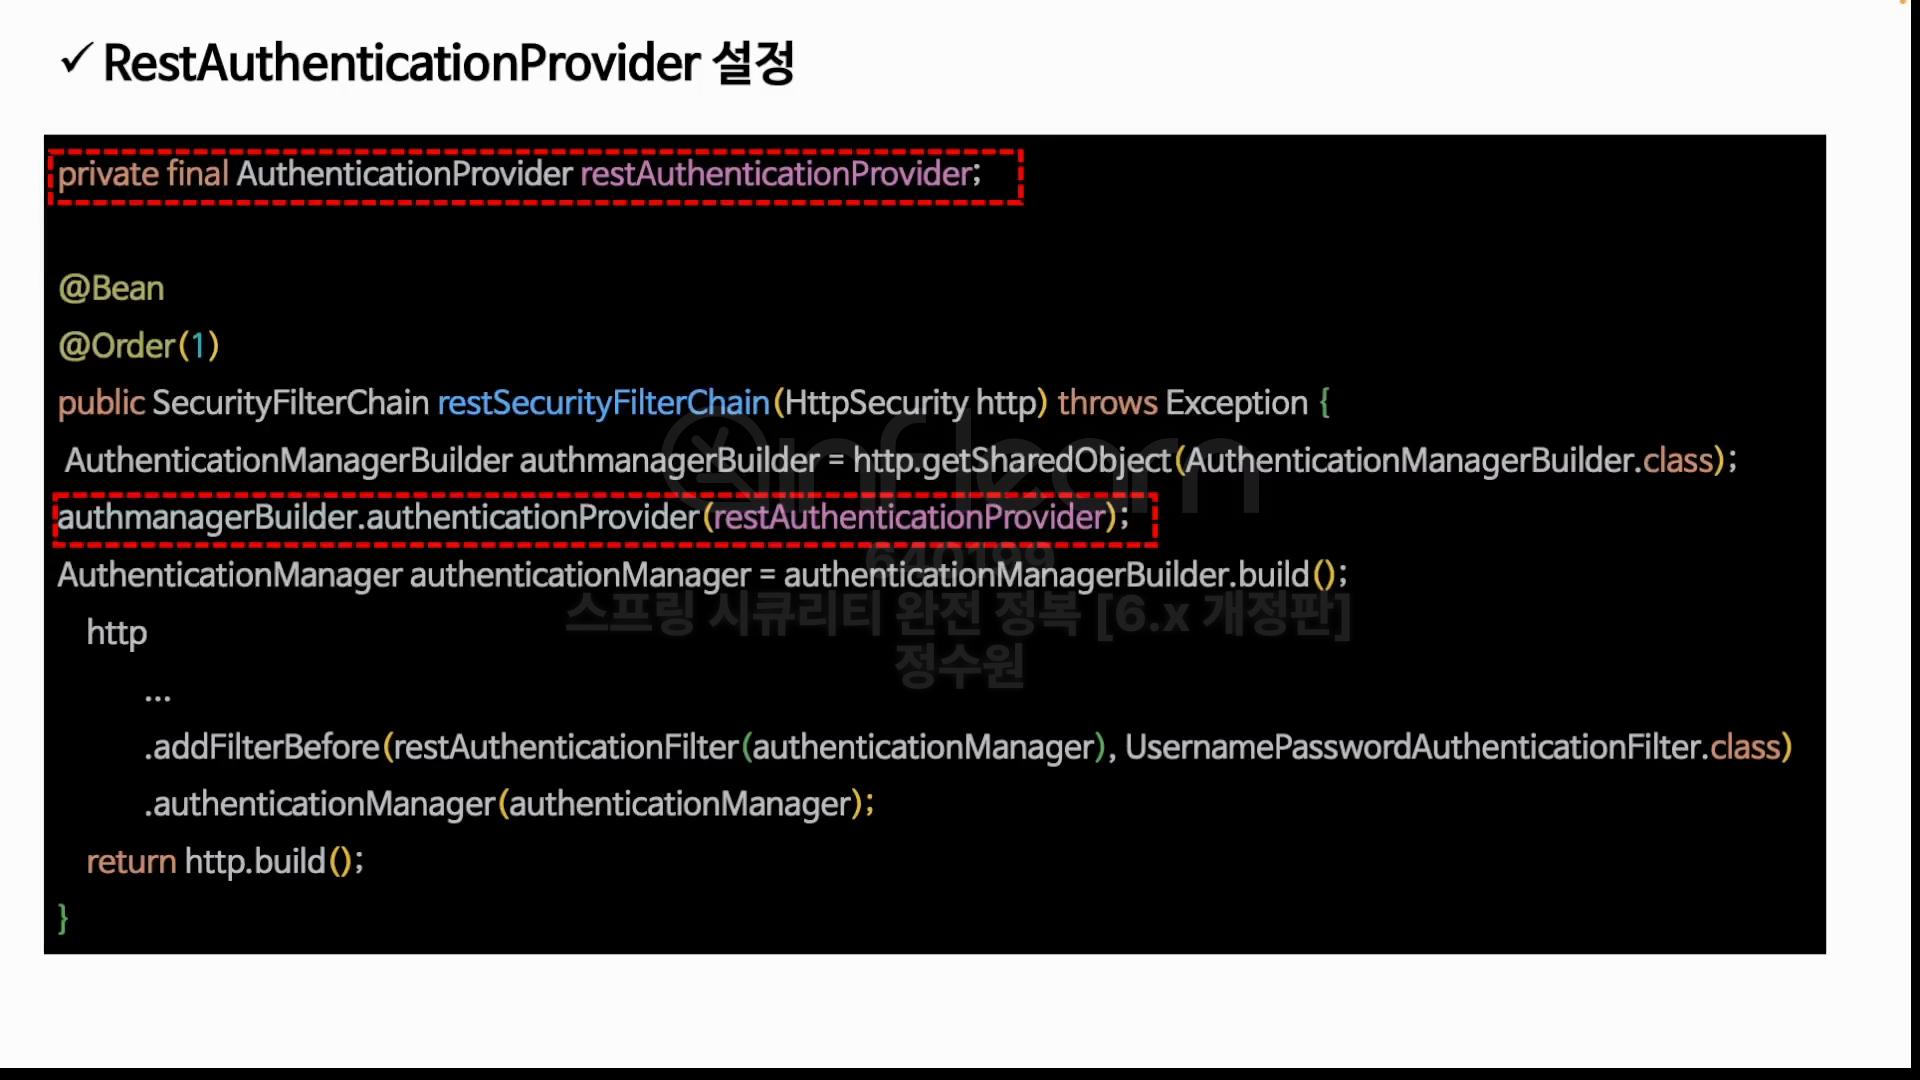 ✓ RestAuthenticationProvider 설정
private final AuthenticationProvider restAuthenticationProvider;
@Bean
@Order(1)
public SecurityFilterChain restSecurityFilterChain(HttpSecurity http) throws Exception {
AuthenticationManagerBuilder authmanagerBuilder = http.getSharedObject(AuthenticationManagerBuilder.class);
authmanagerBuilder.authenticationProvider(restAuthenticationProvider);
AuthenticationManager authenticationManager = authenticationManagerBuilder.build();
http
...
.addFilterBefore(restAuthenticationFilter(authenticationManager), UsernamePasswordAuthenticationFilter.class)
.authenticationManager(authenticationManager);
return http.build();
}
inflearn
640199
스프링 시큐리티 완전 정복 [6.x 개정판]
정수원